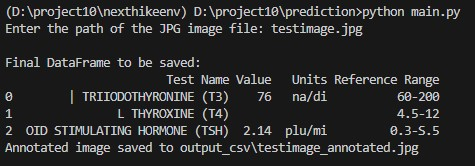 (D:\project10\nexthikeenv) D:\project10\prediction>python main.py
Enter the path of the JPG image file: testimage.jpg
Final DataFrame to be saved:
Test Name Value Units Reference Range
0 | TRIIODOTHYRONINE (T3) 76 na/di 60-200
1 L THYROXINE (T4) 4.5-12
2 OID STIMULATING HORMONE (TSH) 2.14 plu/mi 0.3-S.5
Annotated image saved to output_csv\testimage_annotated.jpg